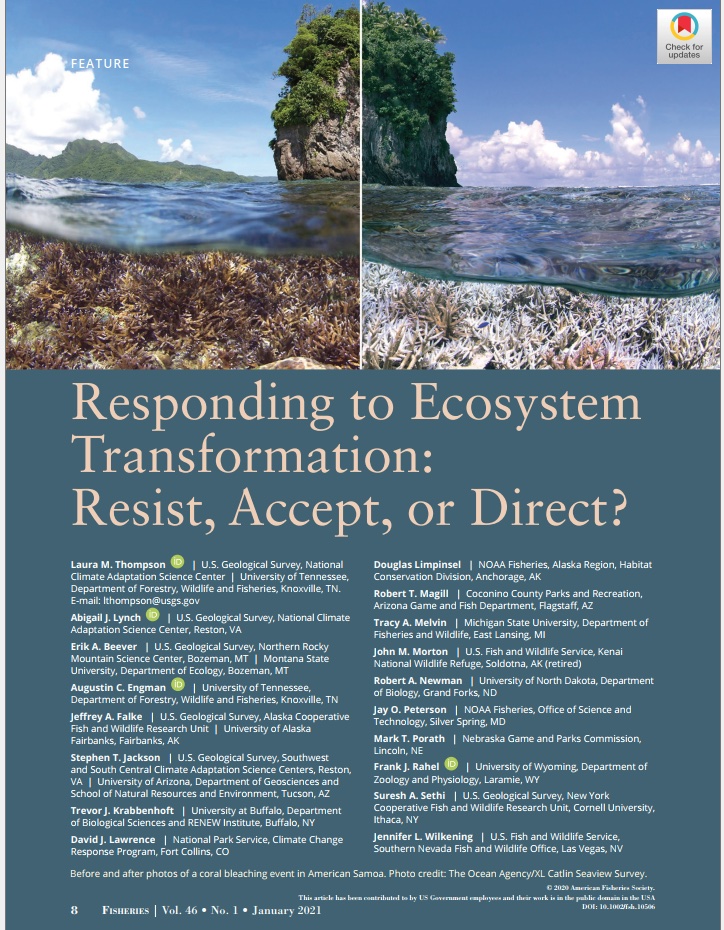 FEATURE
Check for
updates
Responding to Ecosystem
Transformation:
Resist, Accept, or Direct?
Laura M. Thompson iD | U.S. Geological Survey, National
Climate Adaptation Science Center | University of Tennessee,
Department of Forestry, Wildlife and Fisheries, Knoxville, TN.
E-mail: lthompson@usgs.gov
Abigail J. Lynch iD | U.S. Geological Survey, National Climate
Adaptation Science Center, Reston, VA
Erik A. Beever | U.S. Geological Survey, Northern Rocky
Mountain Science Center, Bozeman, MT | Montana State
University, Department of Ecology, Bozeman, MT
Augustin C. Engman iD | University of Tennessee,
Department of Forestry, Wildlife and Fisheries, Knoxville, TN
Jeffrey A. Falke | U.S. Geological Survey, Alaska Cooperative
Fish and Wildlife Research Unit | University of Alaska
Fairbanks, Fairbanks, AK
Stephen T. Jackson | U.S. Geological Survey, Southwest
and South Central Climate Adaptation Science Centers, Reston,
VA | University of Arizona, Department of Geosciences and
School of Natural Resources and Environment, Tucson, AZ
Trevor J. Krabbenhoft | University at Buffalo, Department
of Biological Sciences and RENEW Institute, Buffalo, NY
David J. Lawrence | National Park Service, Climate Change
Response Program, Fort Collins, CO
Douglas Limpinsel | NOAA Fisheries, Alaska Region, Habitat
Conservation Division, Anchorage, AK
Robert T. Magill | Coconino County Parks and Recreation,
Arizona Game and Fish Department, Flagstaff, AZ
Tracy A. Melvin | Michigan State University, Department of
Fisheries and Wildlife, East Lansing, MI
John M. Morton | U.S. Fish and Wildlife Service, Kenai
National Wildlife Refuge, Soldotna, AK (retired)
Robert A. Newman | University of North Dakota, Department
of Biology, Grand Forks, ND
Jay O. Peterson | NOAA Fisheries, Office of Science and
Technology, Silver Spring, MD
Mark T. Porath | Nebraska Game and Parks Commission,
Lincoln, NE
Frank J. Rahel iD | University of Wyoming, Department of
Zoology and Physiology, Laramie, WY
Suresh A. Sethi | U.S. Geological Survey, New York
Cooperative Fish and Wildlife Research Unit, Cornell University,
Ithaca, NY
Jennifer L. Wilkening | U.S. Fish and Wildlife Service,
Southern Nevada Fish and Wildlife Office, Las Vegas, NV
Before and after photos of a coral bleaching event in American Samoa. Photo credit: The Ocean Agency/XL Catlin Seaview Survey.
© 2020 American Fisheries Society.
This article has been contributed to by US Government employees and their work is in the public domain in the USA
DOI: 10.1002/fsh.10506
8 FISHERIES | Vol. 46 • No. 1 • January 2021